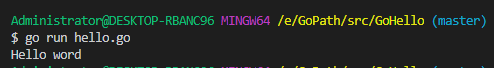 Administrator@DESKTOP-RBANC96 MINGW64 /e/GoPath/src/GoHello (master)
$ go run hello.go
Hello word